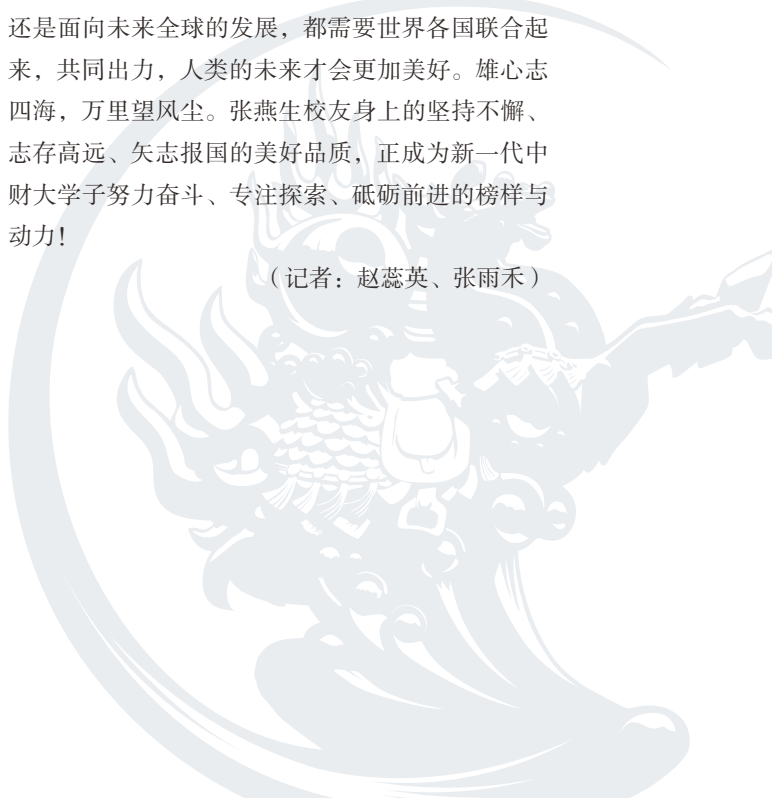 还是面向未来全球的发展，都需要世界各国联合起
来，共同出力，人类的未来才会更加美好。雄心志
四海，万里望风尘。张燕生校友身上的坚持不懈、
志存高远、矢志报国的美好品质，正成为新一代中
财大学子努力奋斗、专注探索、砥砺前进的榜样与
动力！
（记者：赵蕊英、张雨禾）